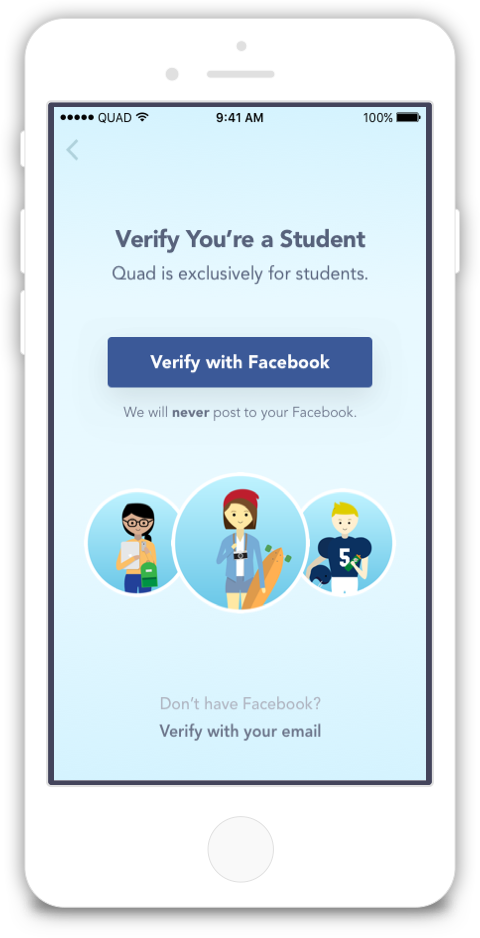 QUAD 9:41 AM 100%
Verify You're a Student
Quad is exclusively for students.
Verify with Facebook
We will never post to your Facebook.
5
Don't have Facebook?
Verify with your email